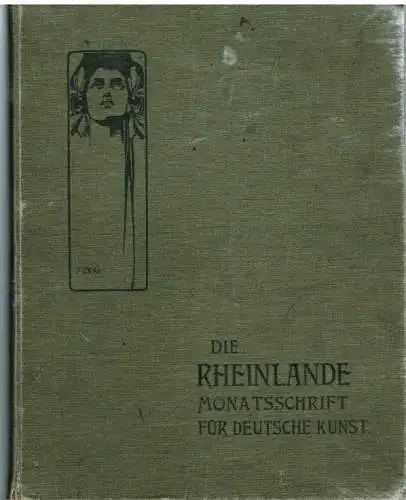 DIE
RHEINLANDE
MONATSSCHRIFT
FÜR DEUTSCHE KUNST